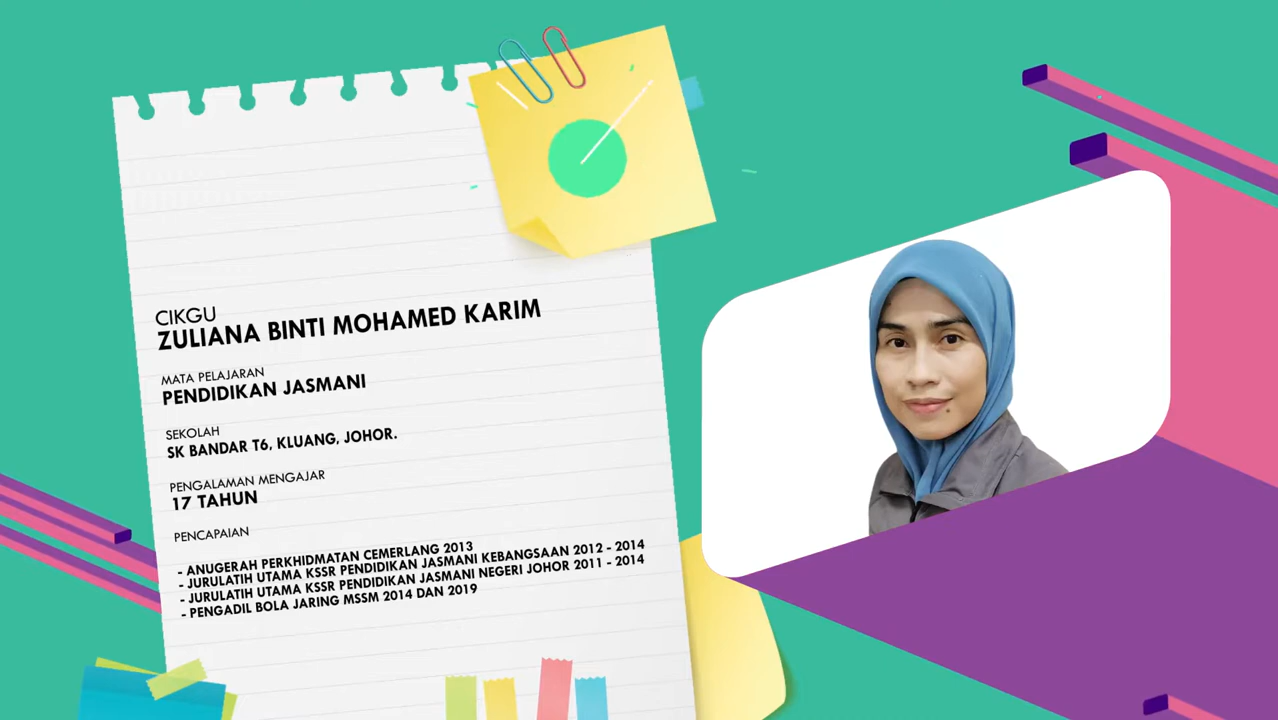 CIKGU
ZULIANA BINTI MOHAMED KARIM
MATA PELAJARAN
PENDIDIKAN JASMANI
SEKOLAH
SK BANDAR T6, KLUANG, JOHOR.
PENGALAMAN MENGAJAR
17 TAHUN
PENCAPAIAN
- ANUGERAH PERKHIDMATAN CEMERLANG 2013
- JURULATIH UTAMA KSSR PENDIDIKAN JASMANI KEBANGSAAN 2012 - 2014
- JURULATIH UTAMA KSSR PENDIDIKAN JASMANI NEGERI JOHOR 2011 - 2014
- PENGADIL BOLA JARING MSSM 2014 DAN 2019